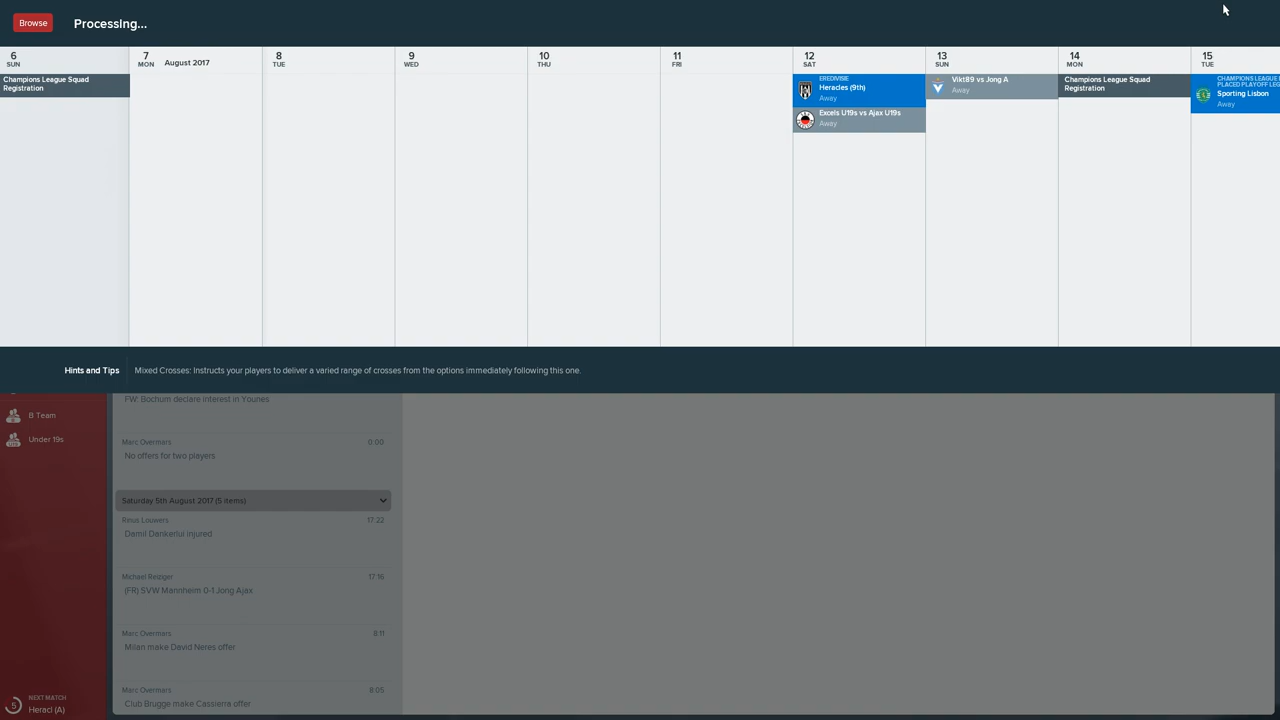 Browse
Processing...
6
SUN
7
MON
August 2017
8
TUE
9
WED
10
THU
11
FRI
12
SAT
13
SUN
14
MON
15
TUE
Champions League Squad
Registration
EREDIVISIE
Heracles (9th)
Away
Excels U19s vs Ajax U19s
Away
Vikt89 vs Jong A
Away
Champions League Squad
Registration
CHAMPIONS LEAGUE
PLACED PLAYOFF LEG
Sporting Lisbon
Away
Hints and Tips
Mixed Crosses: Instructs your players to deliver a varied range of crosses from the options immediately following this one.
B Team
Under 19s
FW: Bochum declare interest in Younes
Marc Overmars 0:00
No offers for two players
Saturday 5th August 2017 (5 items)
Rinus Louwers 17:22
Damil Dankerlui injured
Michael Reiziger 17:16
(FR) SVW Mannheim 0-1 Jong Ajax
Marc Overmars 8:11
Milan make David Neres offer
Marc Overmars 8:05
Club Brugge make Cassierra offer
5
NEXT MATCH
Heracl (A)